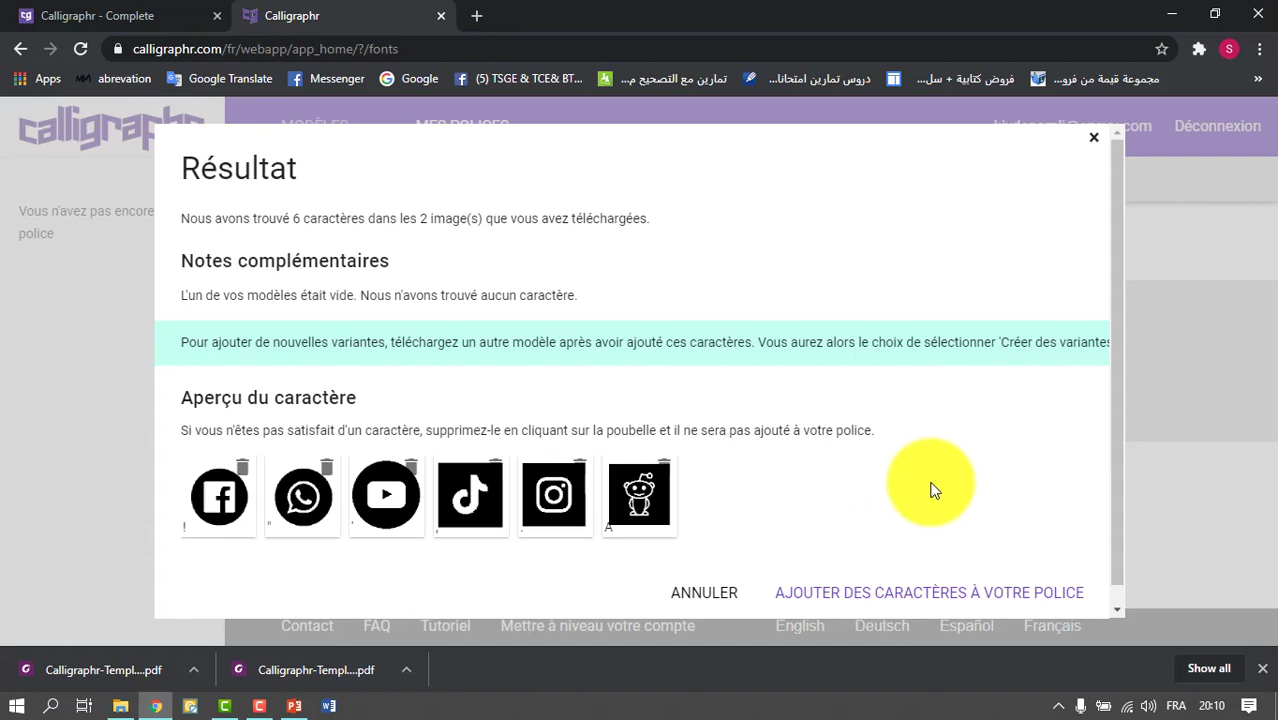 Calligraphr - Complete
Calligraphr
calligraphr.com/fr/webapp/app_home/?/fonts
S
Apps
abrevation
Google Translate
Messenger
Google
(5) TSGE & TCE& BT...
تمارين مع التصحيح م...
دروس تمارين امتحانا...
فروض كتابية + سل...
مجموعة قيمة من فرو...
»
calligraphr
MODÈLES
MES POLICES
Déconnexion
Vous n'avez pas encore
police
Résultat
Nous avons trouvé 6 caractères dans les 2 image(s) que vous avez téléchargées.
Notes complémentaires
L'un de vos modèles était vide. Nous n'avons trouvé aucun caractère.
Pour ajouter de nouvelles variantes, téléchargez un autre modèle après avoir ajouté ces caractères. Vous aurez alors le choix de sélectionner 'Créer des variantes
Aperçu du caractère
Si vous n'êtes pas satisfait d'un caractère, supprimez-le en cliquant sur la poubelle et il ne sera pas ajouté à votre police.
! " ' , . A
ANNULER
AJOUTER DES CARACTÈRES À VOTRE POLICE
Contact
FAQ
Tutoriel
Mettre à niveau votre compte
English
Deutsch
Español
Français
Calligraphr-Templ....pdf
Calligraphr-Templ....pdf
Show all
FRA
20:10